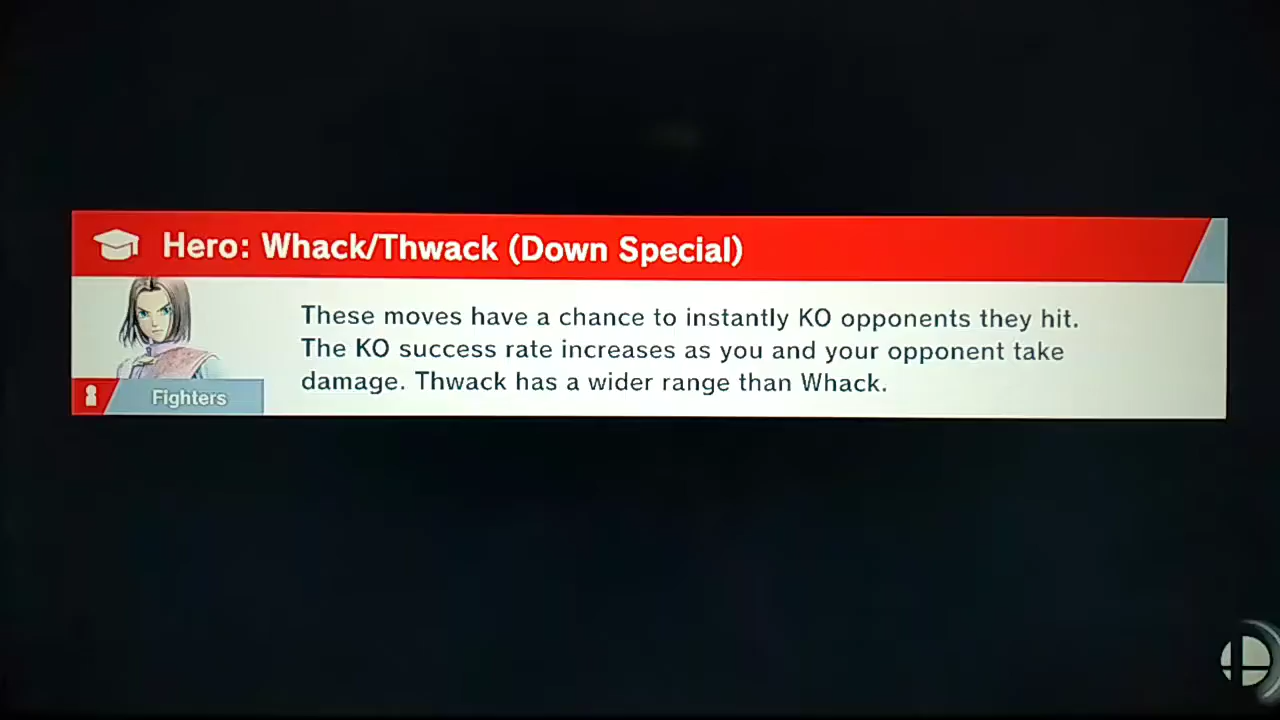 Hero: Whack/Thwack (Down Special)
These moves have a chance to instantly KO opponents they hit.
The KO success rate increases as you and your opponent take
damage. Thwack has a wider range than Whack.
Fighters